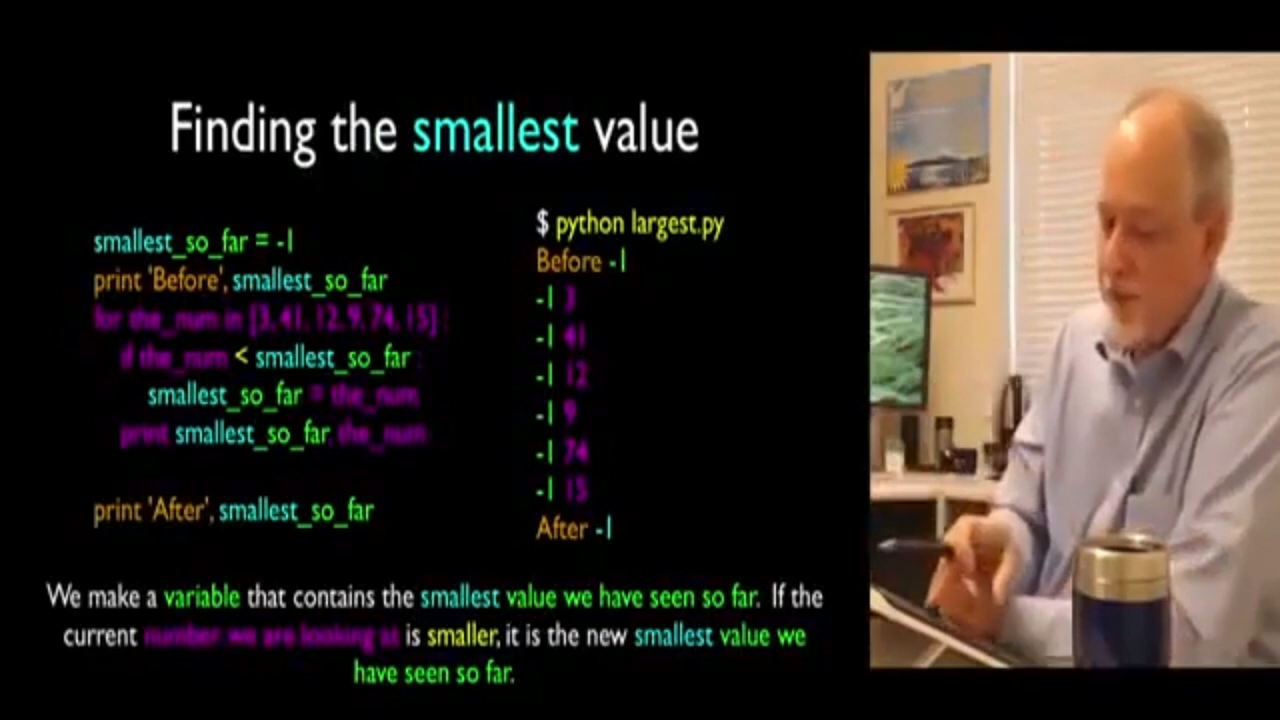 Finding the smallest value
smallest_so_far = -1
print 'Before', smallest_so_far
for the_num in [3, 41, 12, 9, 74, 15] :
if the_num < smallest_so_far :
smallest_so_far = the_num
print smallest_so_far, the_num
print 'After', smallest_so_far
$ python largest.py
Before -1
-1 3
-1 41
-1 12
-1 9
-1 74
-1 15
After -1
We make a variable that contains the smallest value we have seen so far. If the
current number we are looking at is smaller, it is the new smallest value we
have seen so far.